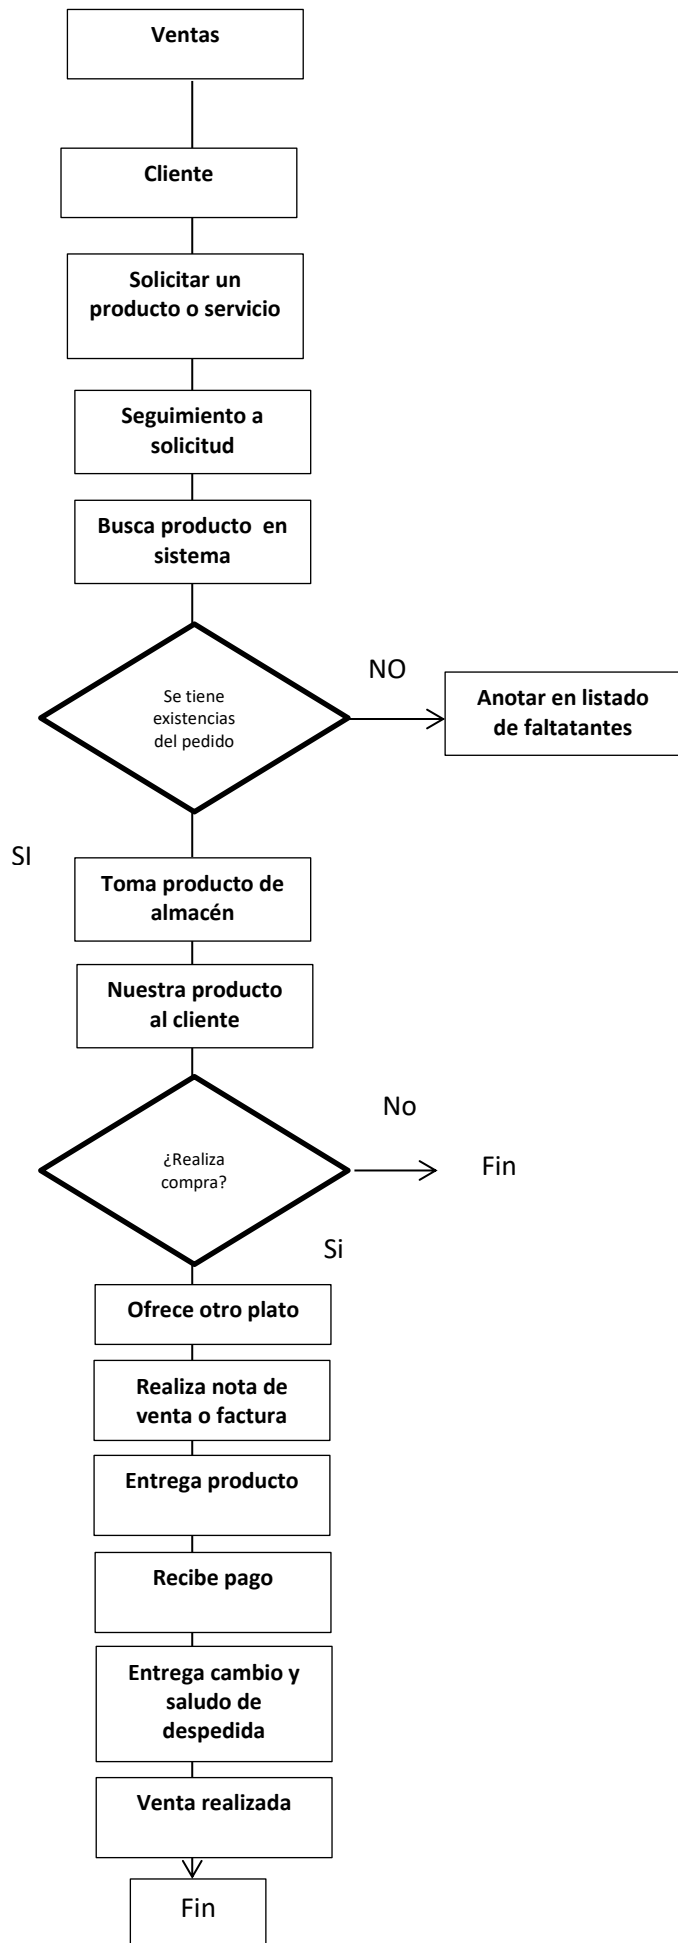 Ventas
Cliente
Solicitar un
producto o servicio
Seguimiento a
solicitud
Busca producto en
sistema
Se tiene
existencias
del pedido
NO
Anotar en listado
de faltatantes
SI
Toma producto de
almacén
Nuestra producto
al cliente
¿Realiza
compra?
No
Fin
Si
Ofrece otro plato
Realiza nota de
venta o factura
Entrega producto
Recibe pago
Entrega cambio y
saludo de
despedida
Venta realizada
Fin